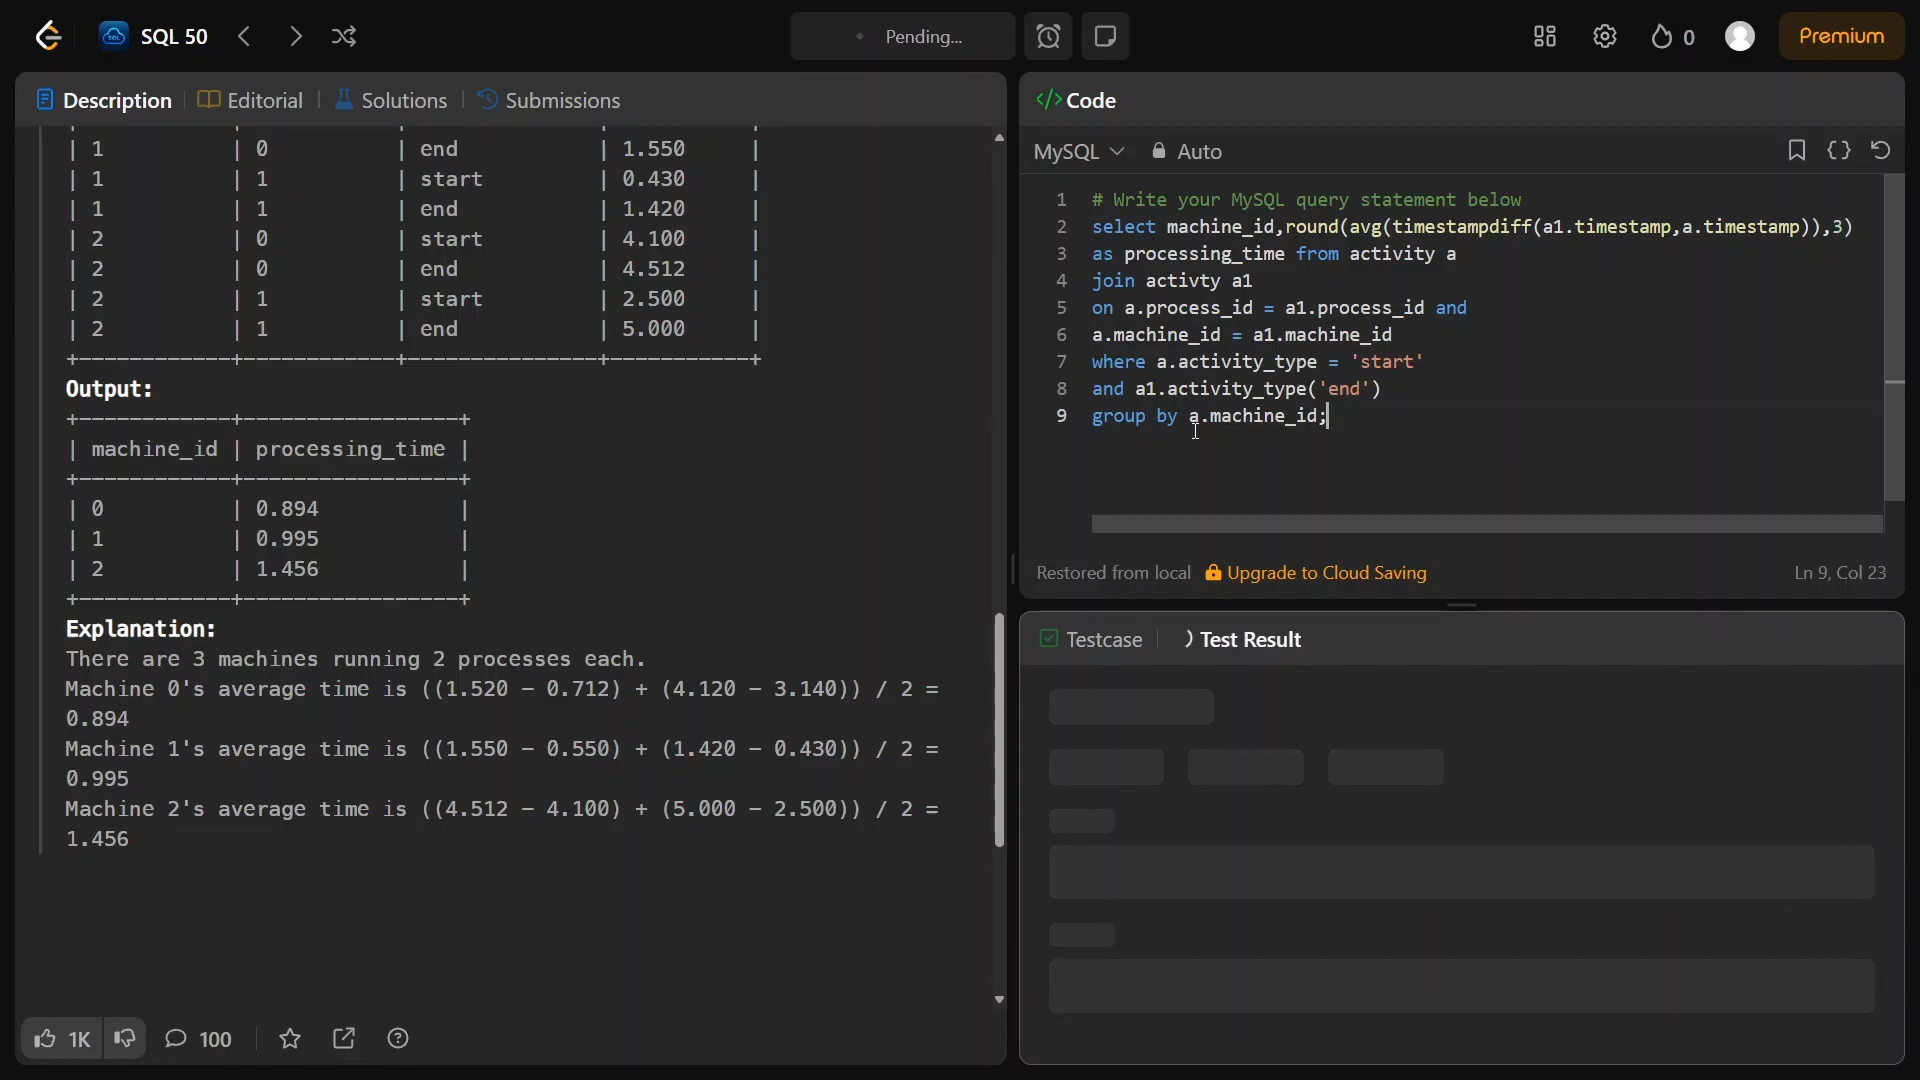 SQL 50
Pending...
0
Premium
Description
Editorial
Solutions
Submissions
| 1 | 0 | end | 1.550 |
| 1 | 1 | start | 0.430 |
| 1 | 1 | end | 1.420 |
| 2 | 0 | start | 4.100 |
| 2 | 0 | end | 4.512 |
| 2 | 1 | start | 2.500 |
| 2 | 1 | end | 5.000 |
Output:
| machine_id | processing_time |
| 0 | 0.894 |
| 1 | 0.995 |
| 2 | 1.456 |
Explanation:
There are 3 machines running 2 processes each.
Machine 0's average time is ((1.520 - 0.712) + (4.120 - 3.140)) / 2 =
0.894
Machine 1's average time is ((1.550 - 0.550) + (1.420 - 0.430)) / 2 =
0.995
Machine 2's average time is ((4.512 - 4.100) + (5.000 - 2.500)) / 2 =
1.456
1K
100
</> Code
MySQL
Auto
1 # Write your MySQL query statement below
2 select machine_id,round(avg(timestampdiff(a1.timestamp,a.timestamp)),3)
3 as processing_time from activity a
4 join activty a1
5 on a.process_id = a1.process_id and
6 a.machine_id = a1.machine_id
7 where a.activity_type = 'start'
8 and a1.activity_type('end')
9 group by a.machine_id;
Restored from local
Upgrade to Cloud Saving
Ln 9, Col 23
Testcase
Test Result